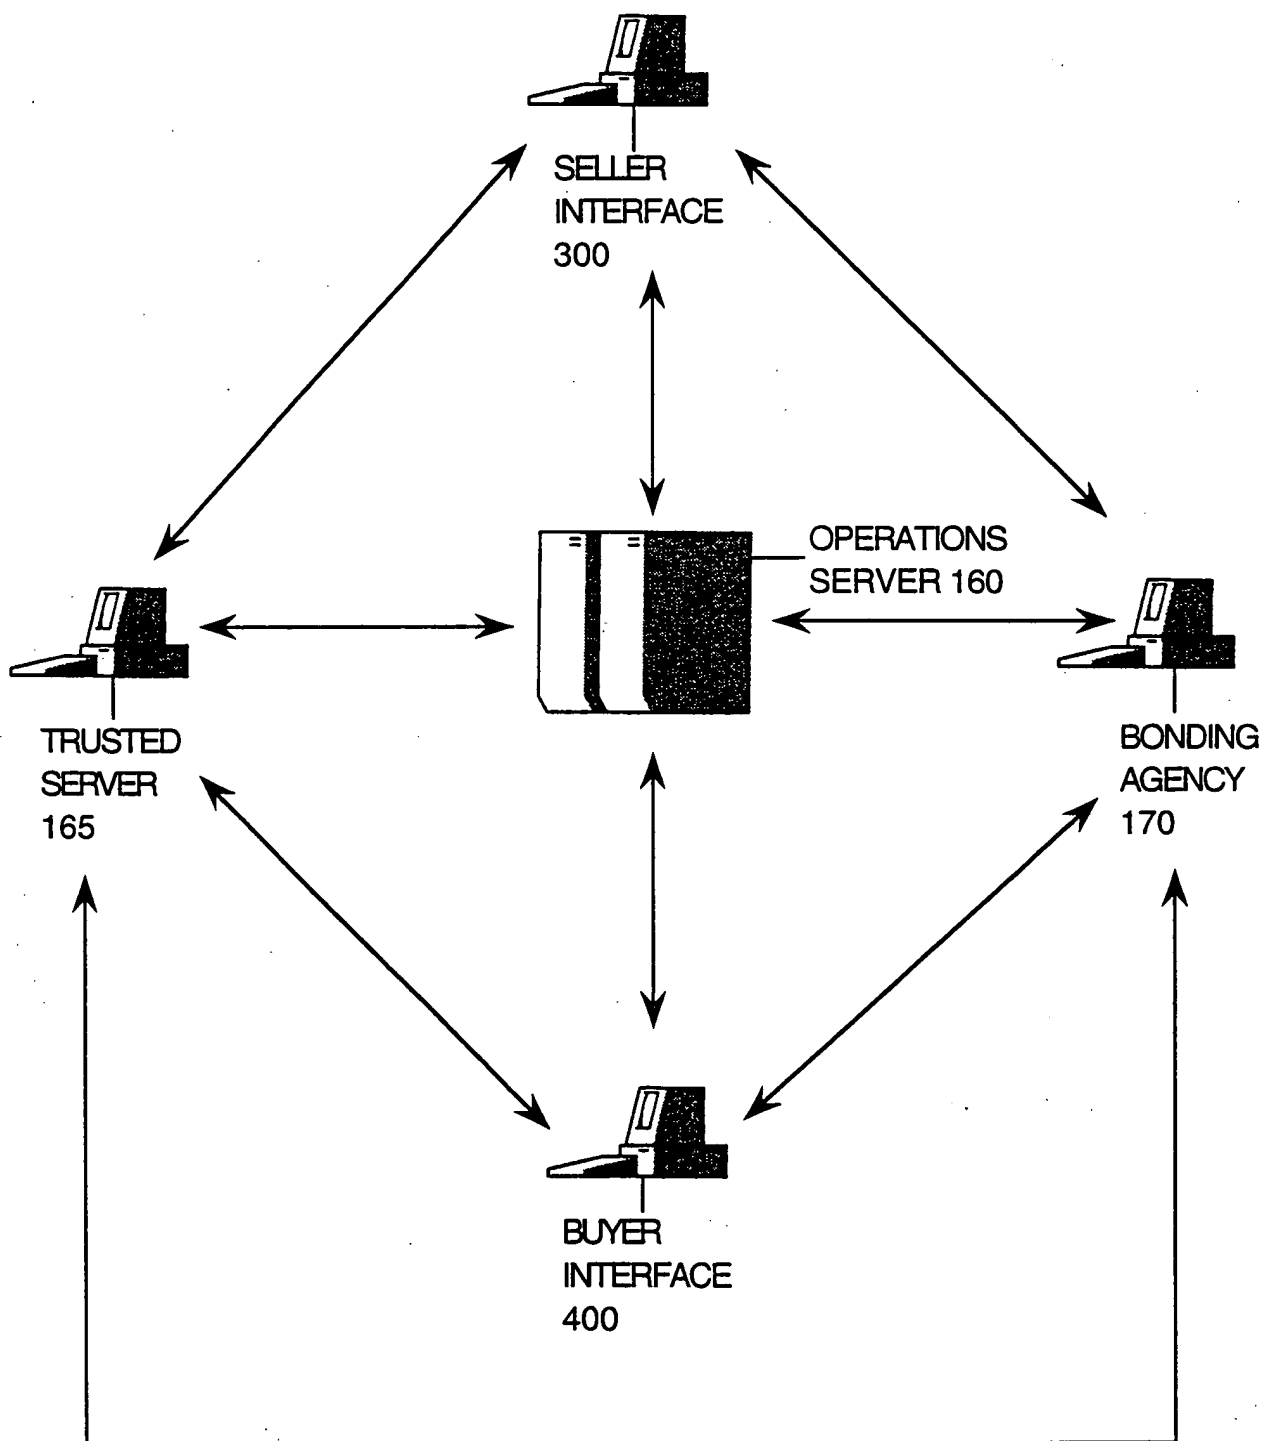 SELLER
INTERFACE
300
OPERATIONS
SERVER 160
TRUSTED
SERVER
165
BONDING
AGENCY
170
BUYER
INTERFACE
400